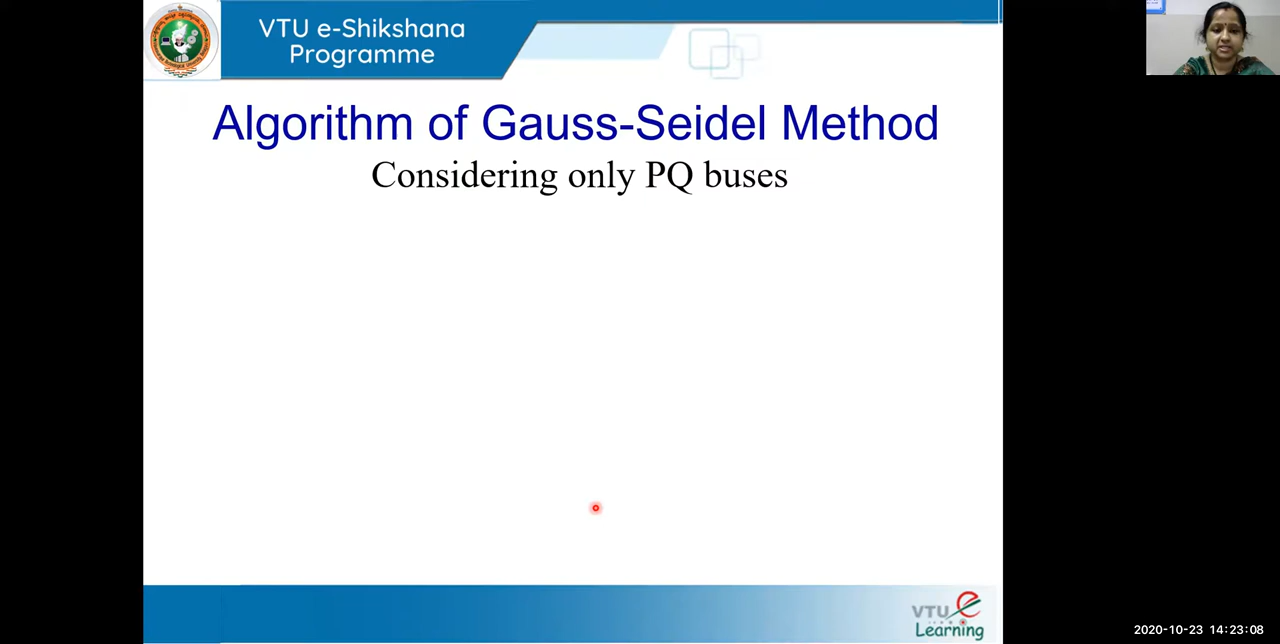 VTU e-Shikshana
Programme
Algorithm of Gauss-Seidel Method
Considering only PQ buses
VTU e
Learning
2020-10-23 14:23:08